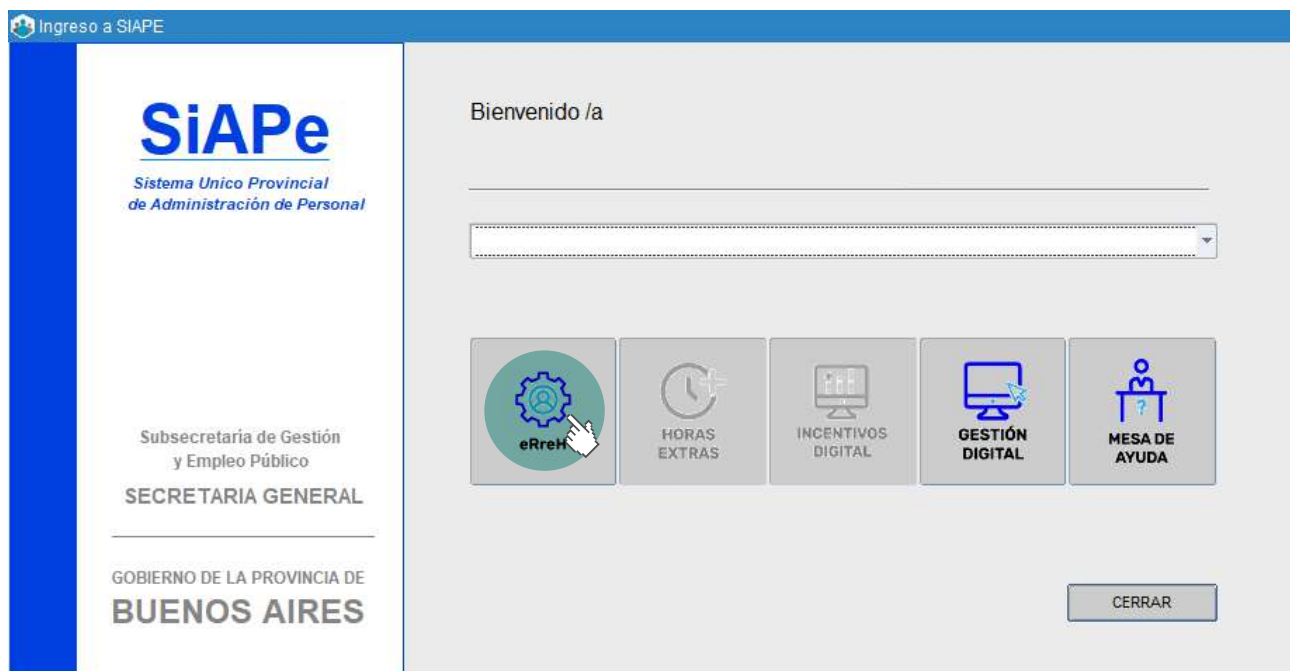 Ingreso a SIAPE
SiAPe
Sistema Unico Provincial
de Administración de Personal
Subsecretaría de Gestión
y Empleo Público
SECRETARIA GENERAL
GOBIERNO DE LA PROVINCIA DE
BUENOS AIRES
Bienvenido /a
eRreH
HORAS
EXTRAS
INCENTIVOS
DIGITAL
GESTIÓN
DIGITAL
?
MESA DE
AYUDA
CERRAR